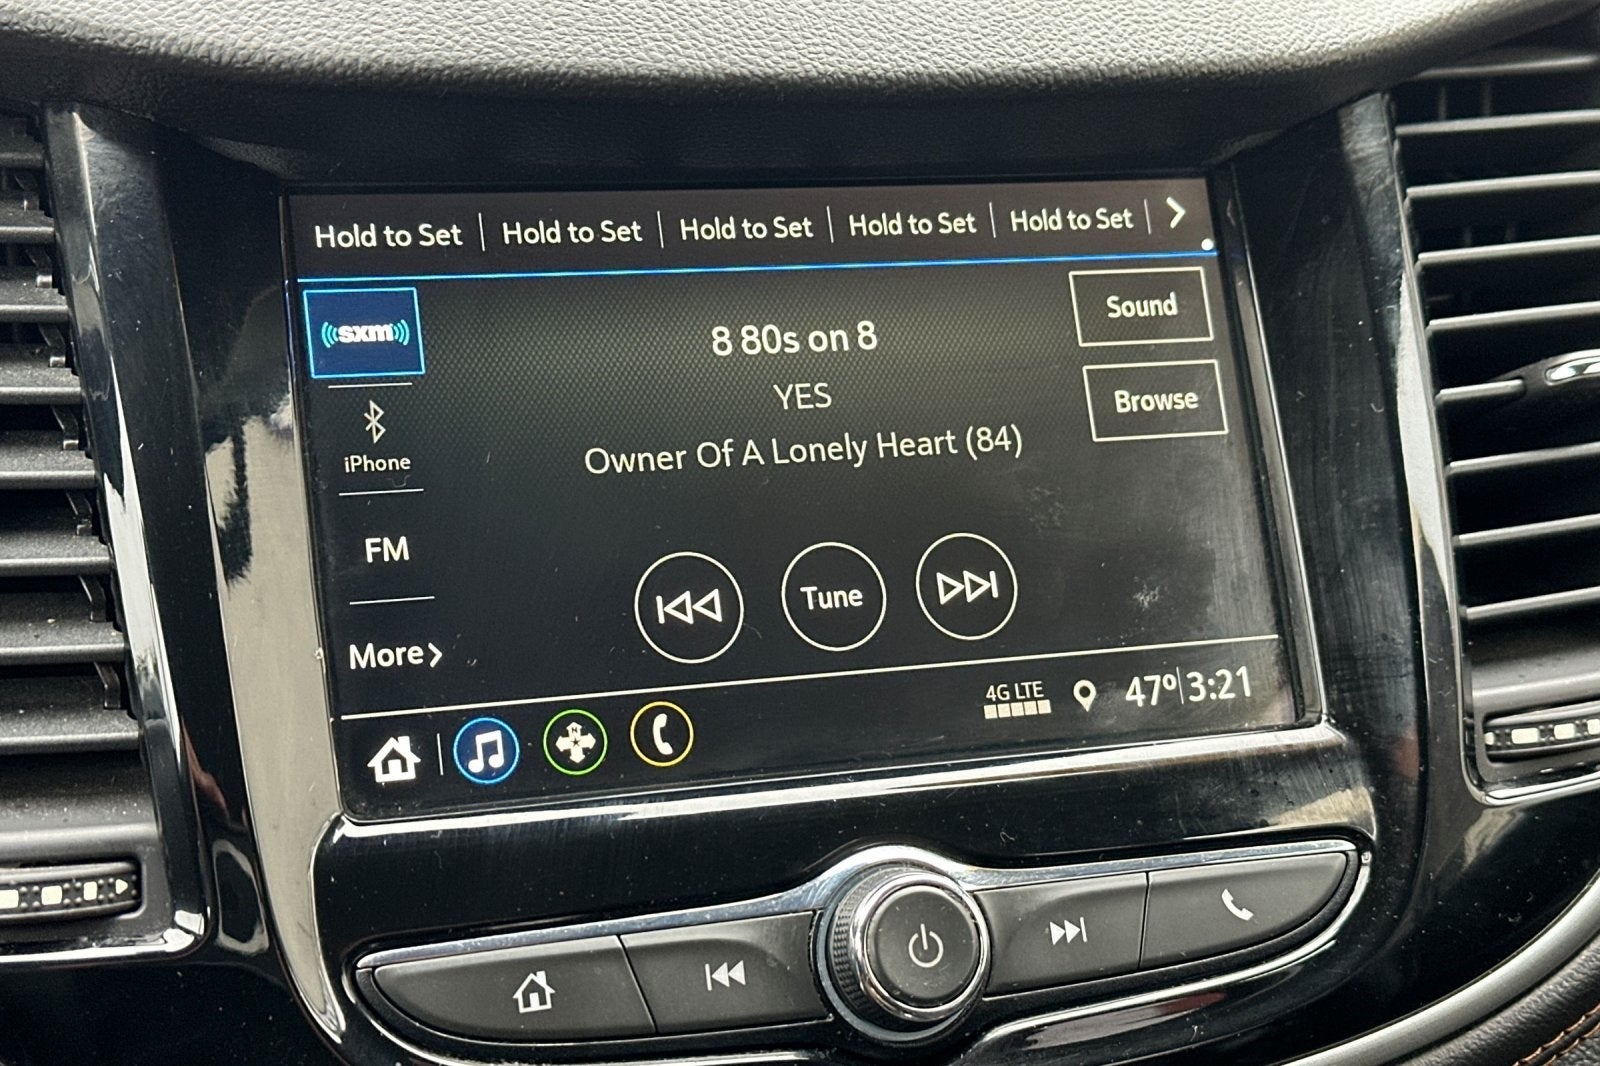 Hold to Set | Hold to Set | Hold to Set | Hold to Set | Hold to Set
sxm
8 80s on 8
Sound
YES
Browse
Owner Of A Lonely Heart (84)
iPhone
FM
Tune
More
4G LTE
47° 3:21
N